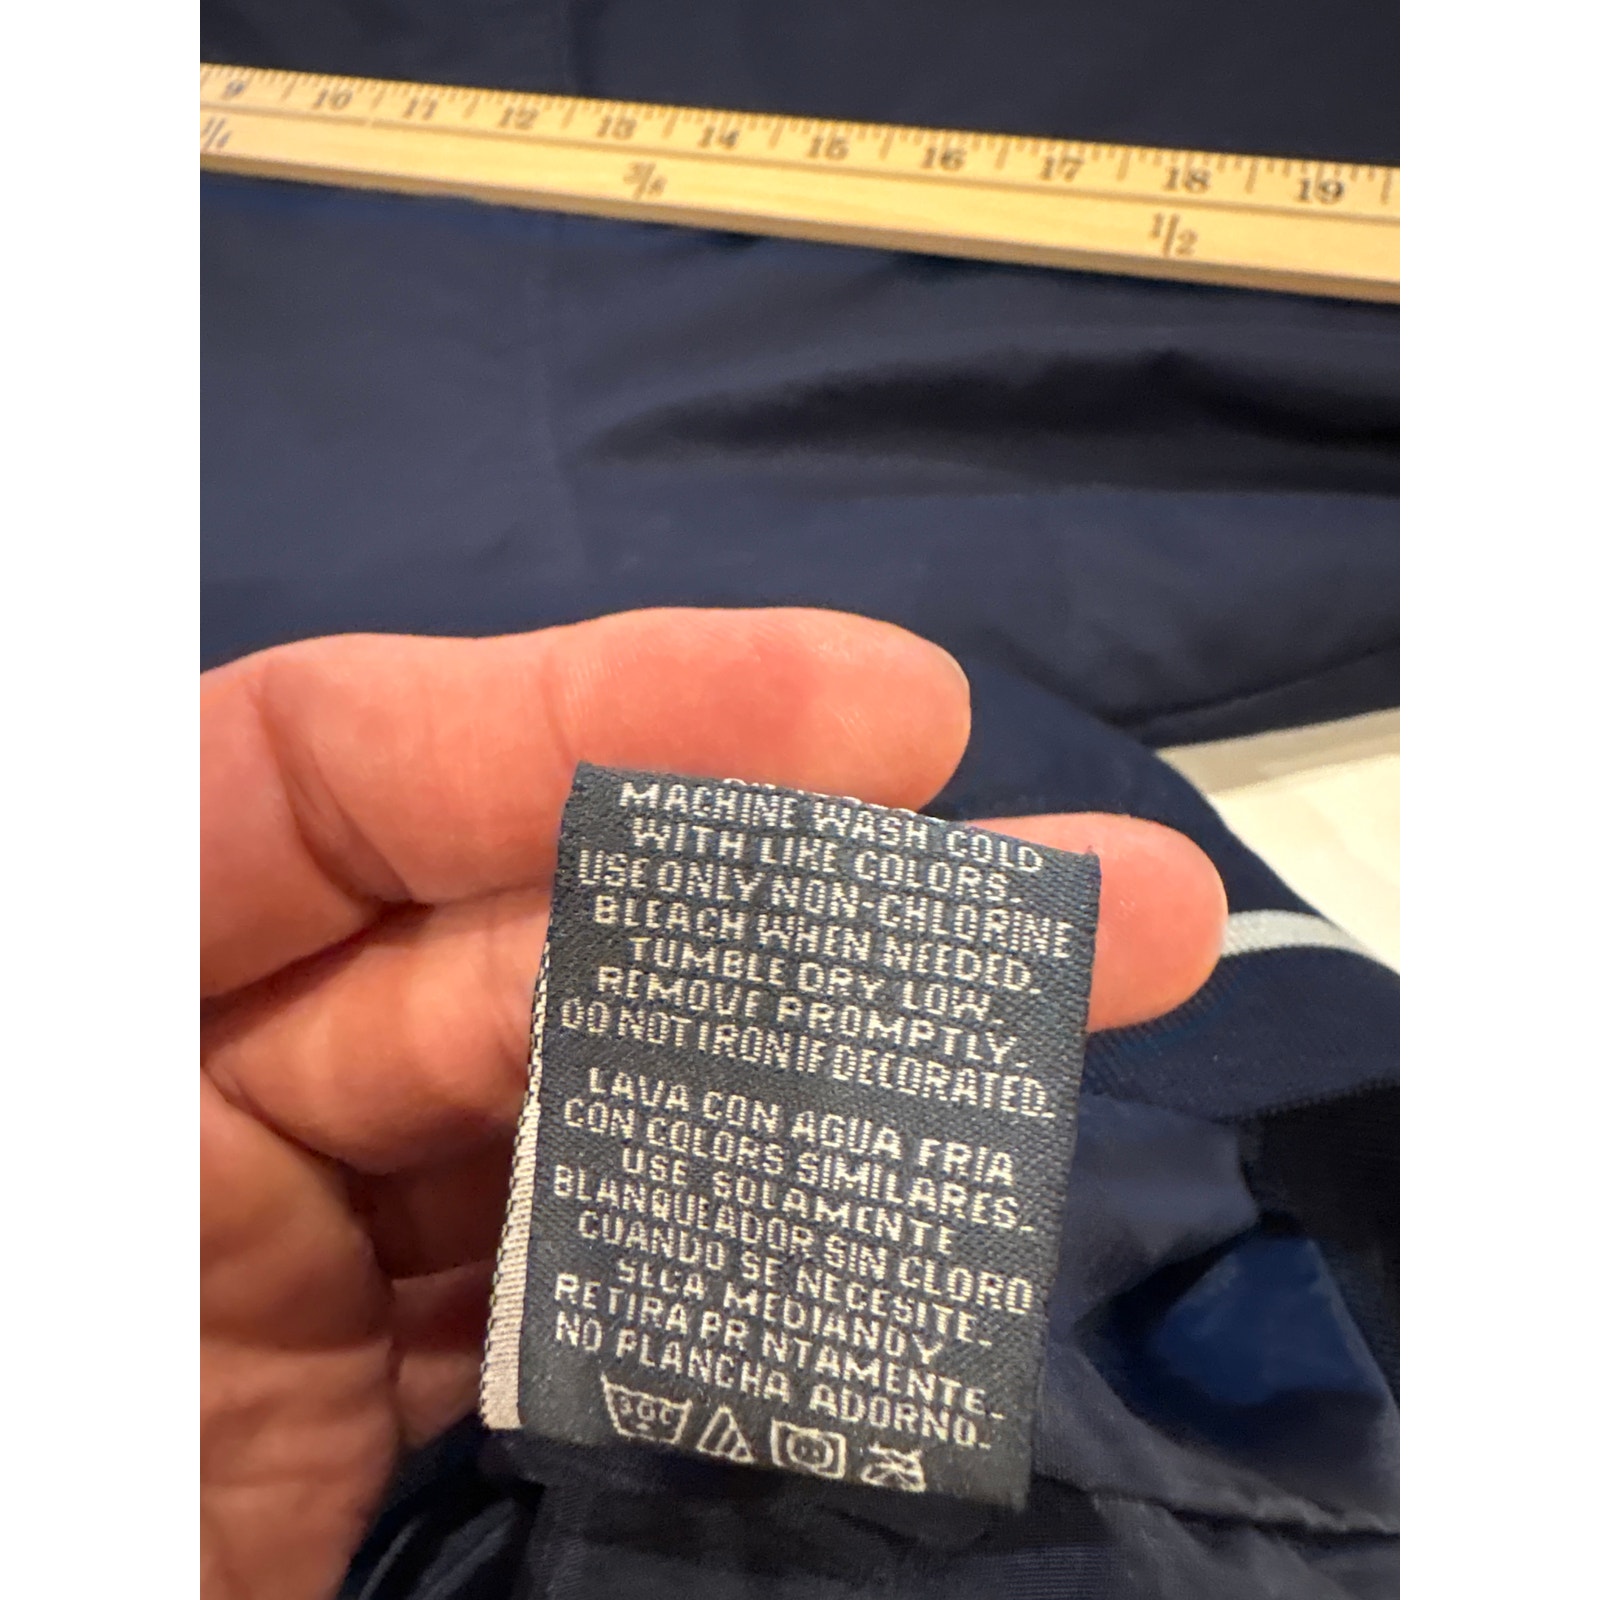 9 10 11 12 13 14 15 16 17 18 19
1/4 3/8 1/2
MACHINE WASH COLD
WITH LIKE COLORS.
USE ONLY NON-CHLORINE
BLEACH WHEN NEEDED.
TUMBLE DRY LOW.
REMOVE PROMPTLY.
DO NOT IRON IF DECORATED.
LAVA CON AGUA FRIA
CON COLORS SIMILARES.
USE SOLAMENTE
BLANQUEADOR SIN CLORO
CUANDO SE NECESITE.
SECA MEDIANDY
RETIRA PR NTAMENTE.
NO PLANCHA ADORNO.
30C